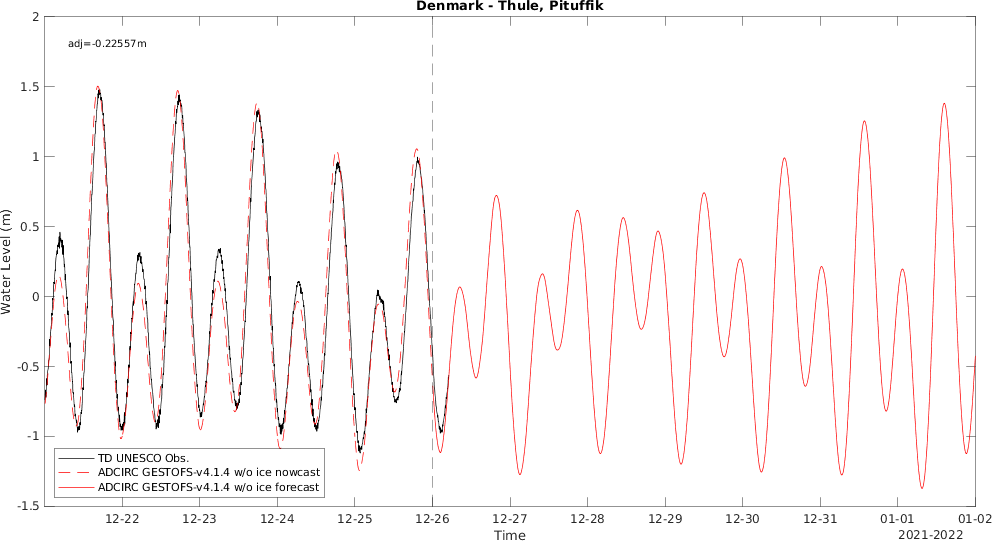 Denmark - Thule, Pituffik
adj=-0.22557m
2
1.5
1
0.5
0
-0.5
-1
-1.5
Water Level (m)
TD UNESCO Obs.
ADCIRC GESTOFS-v4.1.4 w/o ice nowcast
ADCIRC GESTOFS-v4.1.4 w/o ice forecast
12-22 12-23 12-24 12-25 12-26 12-27 12-28 12-29 12-30 12-31 01-01 01-02
Time
2021-2022